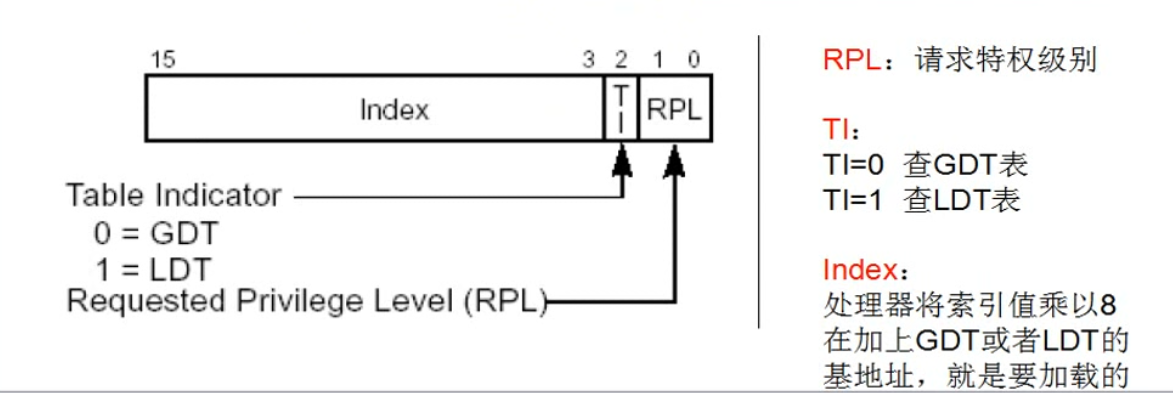 15 3 2 1 0
Index TI RPL
Table Indicator
0 = GDT
1 = LDT
Requested Privilege Level (RPL)
RPL：请求特权级别
TI：
TI=0 查GDT表
TI=1 查LDT表
Index：
处理器将索引值乘以8
在加上GDT或者LDT的
基地址，就是要加载的